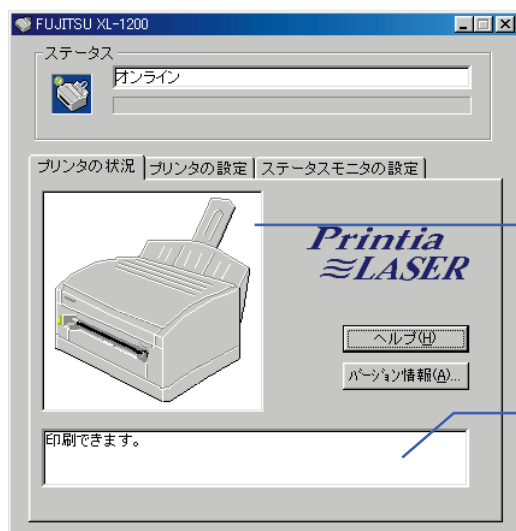 FUJITSU XL-1200
ステータス
オンライン
プリンタの状況 プリンタの設定 ステータスモニタの設定
Printia
LASER
ヘルプ(H)
バージョン情報(A)...
印刷できます。